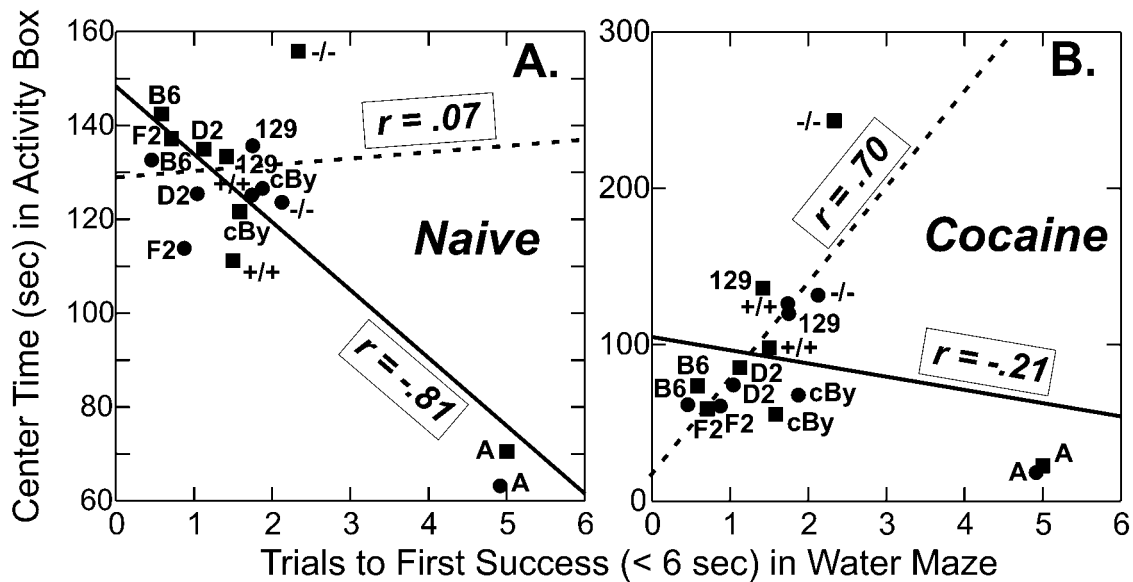 Center Time (sec) in Activity Box
160
140
120
100
80
60
0
1
2
3
4
5
6
A.
-/-
B6
F2
D2
129
B6
129
+/+
cBy
D2
-/-
cBy
F2
+/+
r = .07
Naive
r = -.81
A
A
300
200
100
0
0
1
2
3
4
5
6
B.
-/-
r = .70
Cocaine
129
+/+
-/-
129
+/+
r = -.21
B6
D2
B6
D2
cBy
F2
F2
cBy
A
A
Trials to First Success (< 6 sec) in Water Maze